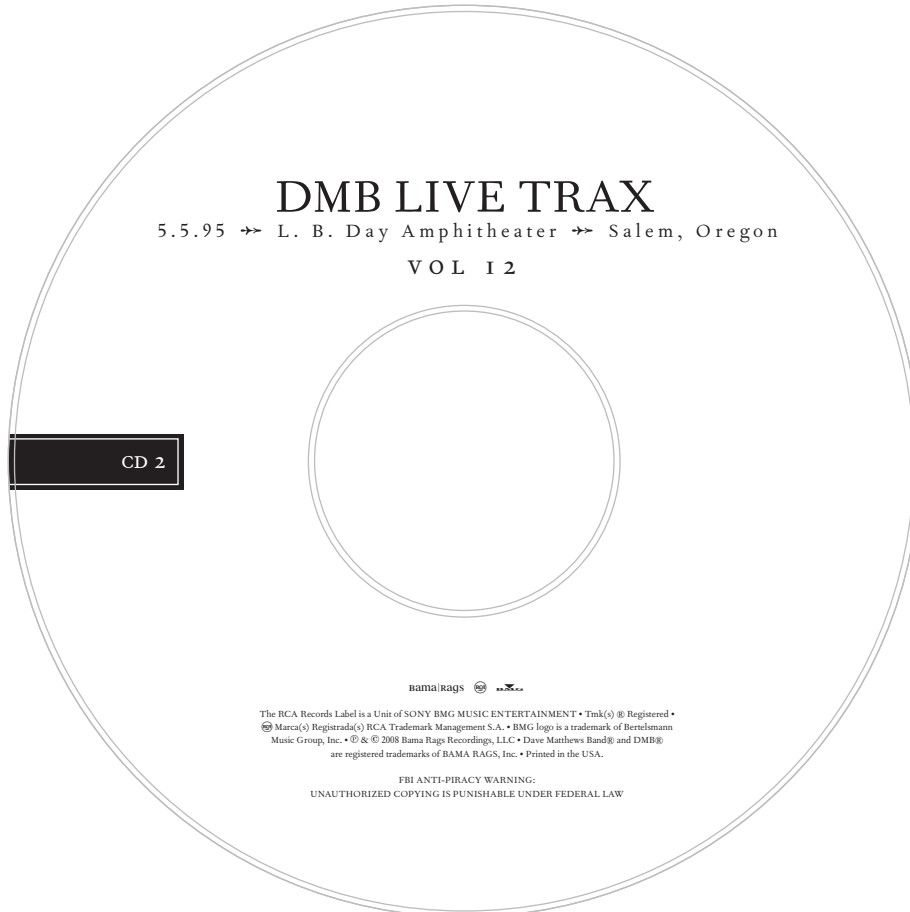 DMB LIVE TRAX
5.5.95 ➳ L. B. Day Amphitheater ➳ Salem, Oregon
VOL 12
CD 2
Bama|Rags RCA BMG
The RCA Records Label is a Unit of SONY BMG MUSIC ENTERTAINMENT • Tmk(s) ® Registered •
RCA Marca(s) Registrada(s) RCA Trademark Management S.A. • BMG logo is a trademark of Bertelsmann
Music Group, Inc. • ℗ & © 2008 Bama Rags Recordings, LLC • Dave Matthews Band® and DMB®
are registered trademarks of BAMA RAGS, Inc. • Printed in the USA.
FBI ANTI-PIRACY WARNING:
UNAUTHORIZED COPYING IS PUNISHABLE UNDER FEDERAL LAW